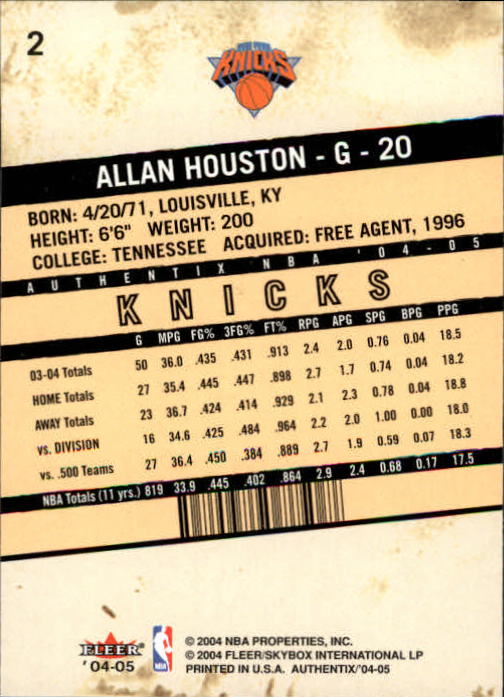 2
KNICKS
ALLAN HOUSTON - G - 20
BORN: 4/20/71, LOUISVILLE, KY
HEIGHT: 6'6" WEIGHT: 200
COLLEGE: TENNESSEE ACQUIRED: FREE AGENT, 1996
AUTHENTIX NBA '04-05
KNICKS
G MPG FG% 3FG% FT% RPG APG SPG BPG PPG
03-04 Totals 50 36.0 .435 .431 .913 2.4 2.0 0.76 0.04 18.5
HOME Totals 27 35.4 .445 .447 .898 2.7 1.7 0.74 0.04 18.2
AWAY Totals 23 36.7 .424 .414 .929 2.1 2.3 0.78 0.04 18.8
vs. DIVISION 16 34.6 .425 .484 .964 2.2 2.0 1.00 0.00 18.0
vs. .500 Teams 27 36.4 .450 .384 .889 2.7 1.9 0.59 0.07 18.3
NBA Totals (11 yrs.) 819 33.9 .445 .402 .864 2.9 2.4 0.68 0.17 17.5
FLEER
'04-05
NBA
© 2004 NBA PROPERTIES, INC.
© 2004 FLEER/SKYBOX INTERNATIONAL LP
PRINTED IN U.S.A. AUTHENTIX/'04-05